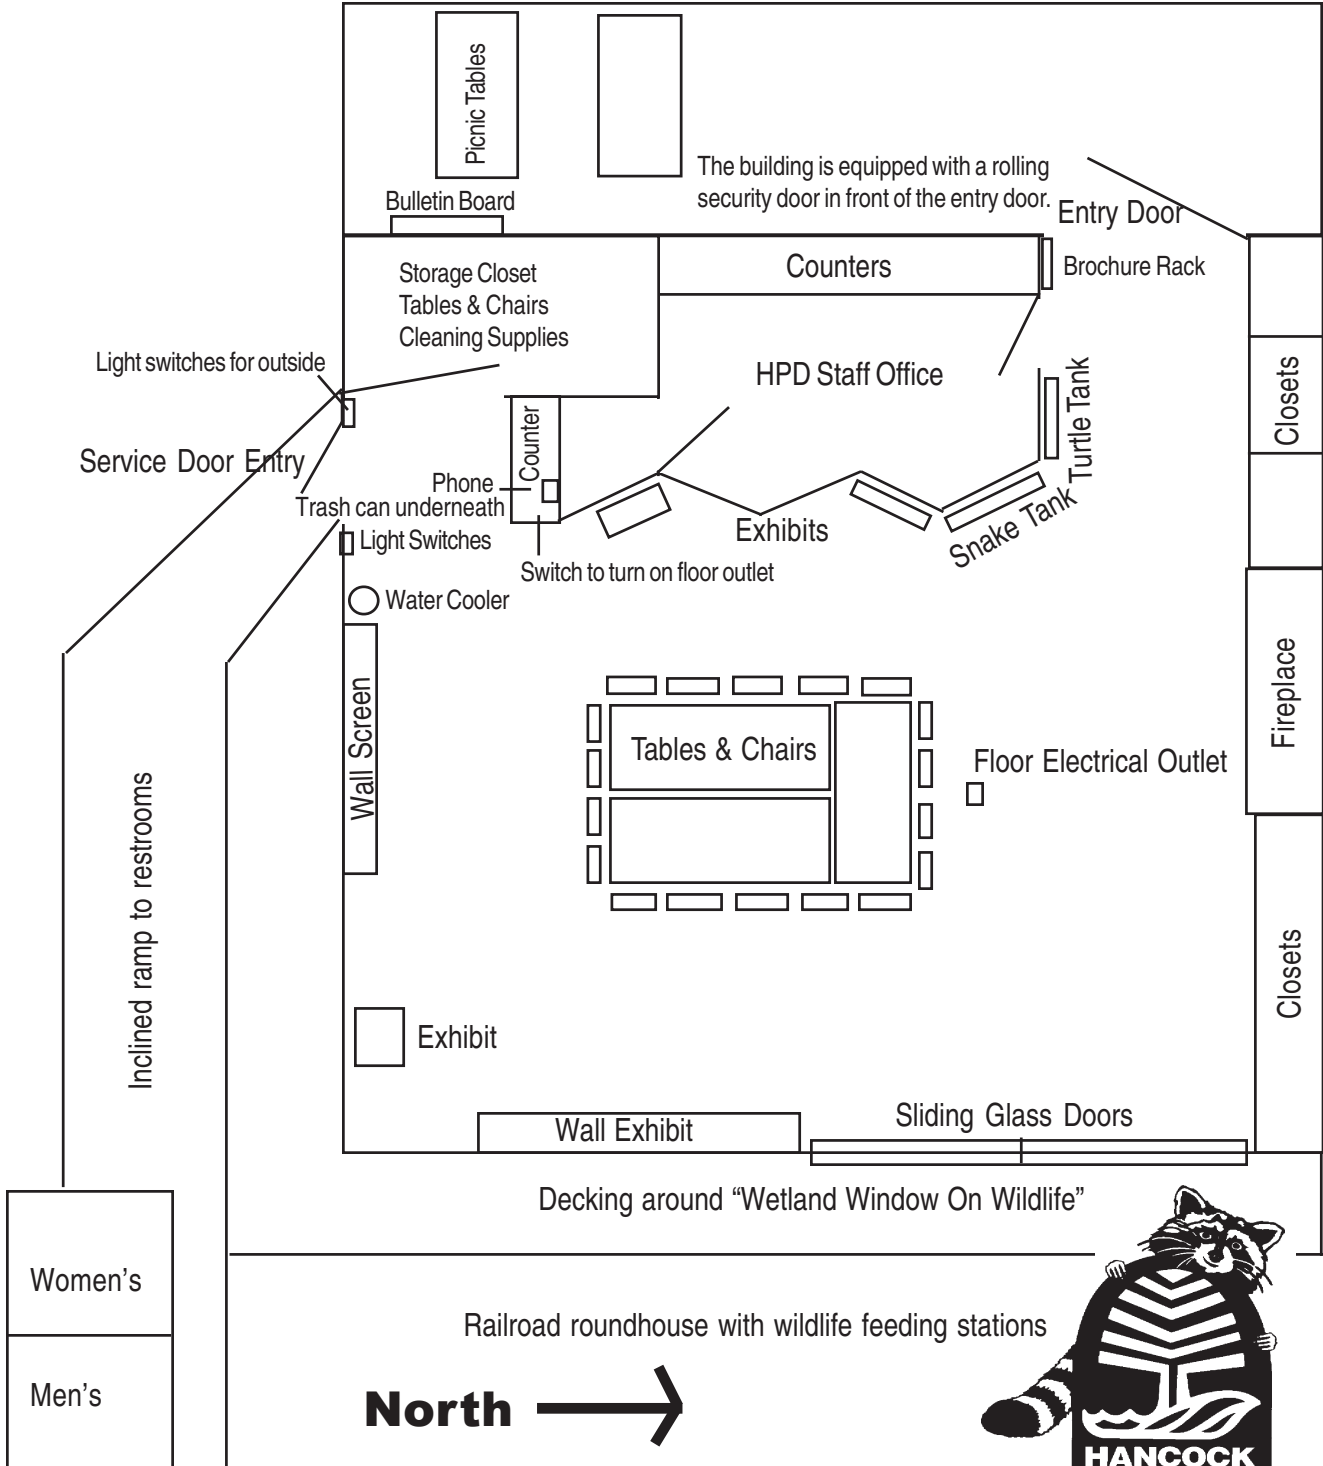 Picnic Tables
The building is equipped with a rolling
security door in front of the entry door.
Bulletin Board
Entry Door
Storage Closet
Tables & Chairs
Cleaning Supplies
Counters
Brochure Rack
Light switches for outside
HPD Staff Office
Closets
Turtle Tank
Service Door Entry
Counter
Phone
Trash can underneath
Light Switches
Exhibits
Snake Tank
Switch to turn on floor outlet
Water Cooler
Wall Screen
Tables & Chairs
Floor Electrical Outlet
Fireplace
Inclined ramp to restrooms
Closets
Exhibit
Wall Exhibit
Sliding Glass Doors
Decking around “Wetland Window On Wildlife”
Women's
Railroad roundhouse with wildlife feeding stations
Men's
North
HANCOCK